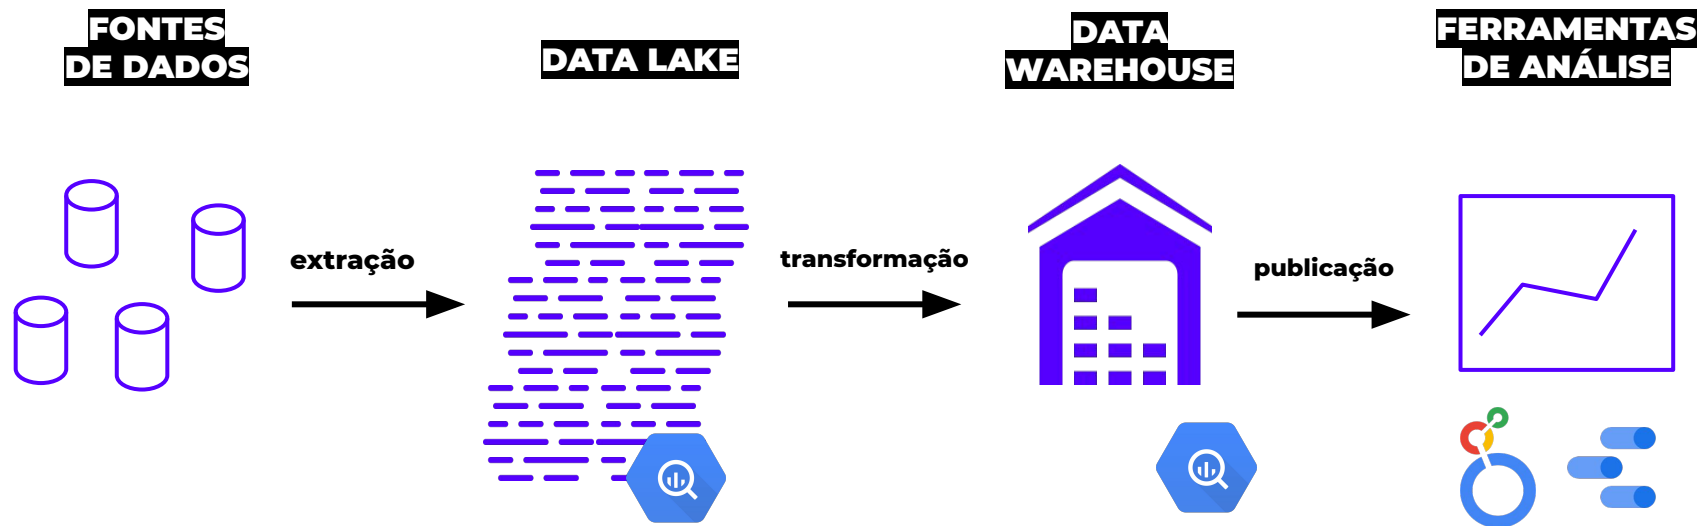 FONTES
DE DADOS
DATA LAKE
DATA
WAREHOUSE
FERRAMENTAS
DE ANÁLISE
extração
transformação
publicação